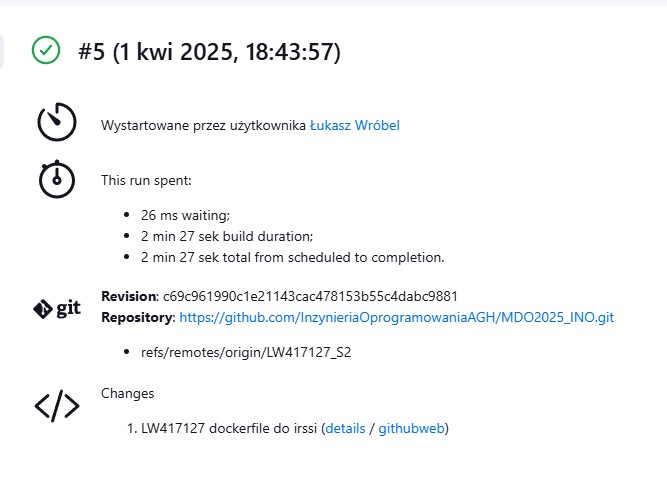 #5 (1 kwi 2025, 18:43:57)
Wystartowane przez użytkownika Łukasz Wróbel
This run spent:
26 ms waiting;
2 min 27 sek build duration;
2 min 27 sek total from scheduled to completion.
git
Revision: c69c961990c1e21143cac478153b55c4dabc9881
Repository: https://github.com/InzynieriaOprogramowaniaAGH/MDO2025_INO.git
refs/remotes/origin/LW417127_S2
Changes
1. LW417127 dockerfile do irssi (details / githubweb)